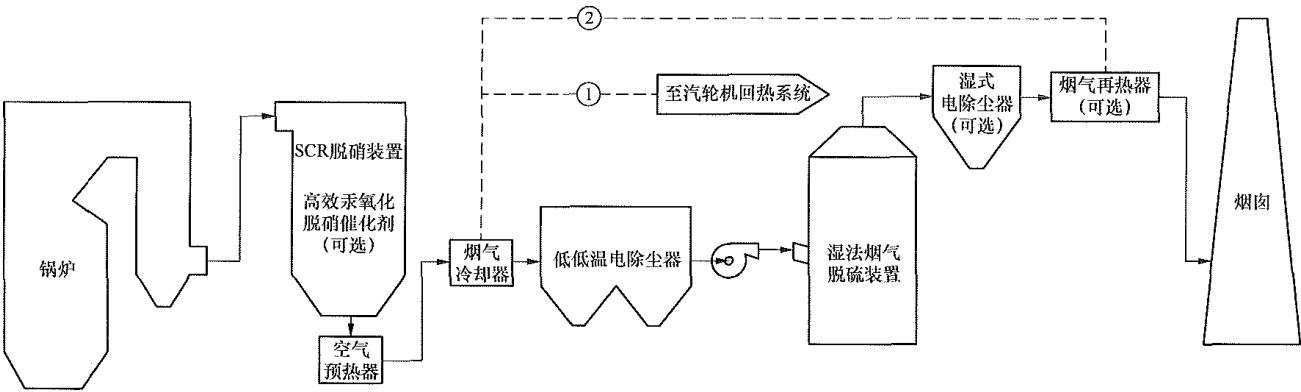 ②
①
至汽轮机回热系统
湿式
电除尘器
(可选)
烟气再热器
(可选)
SCR脱硝装置
高效汞氧化
脱硝催化剂
(可选)
锅炉
空气
预热器
烟气
冷却器
低低温电除尘器
湿法烟气
脱硫装置
烟囱